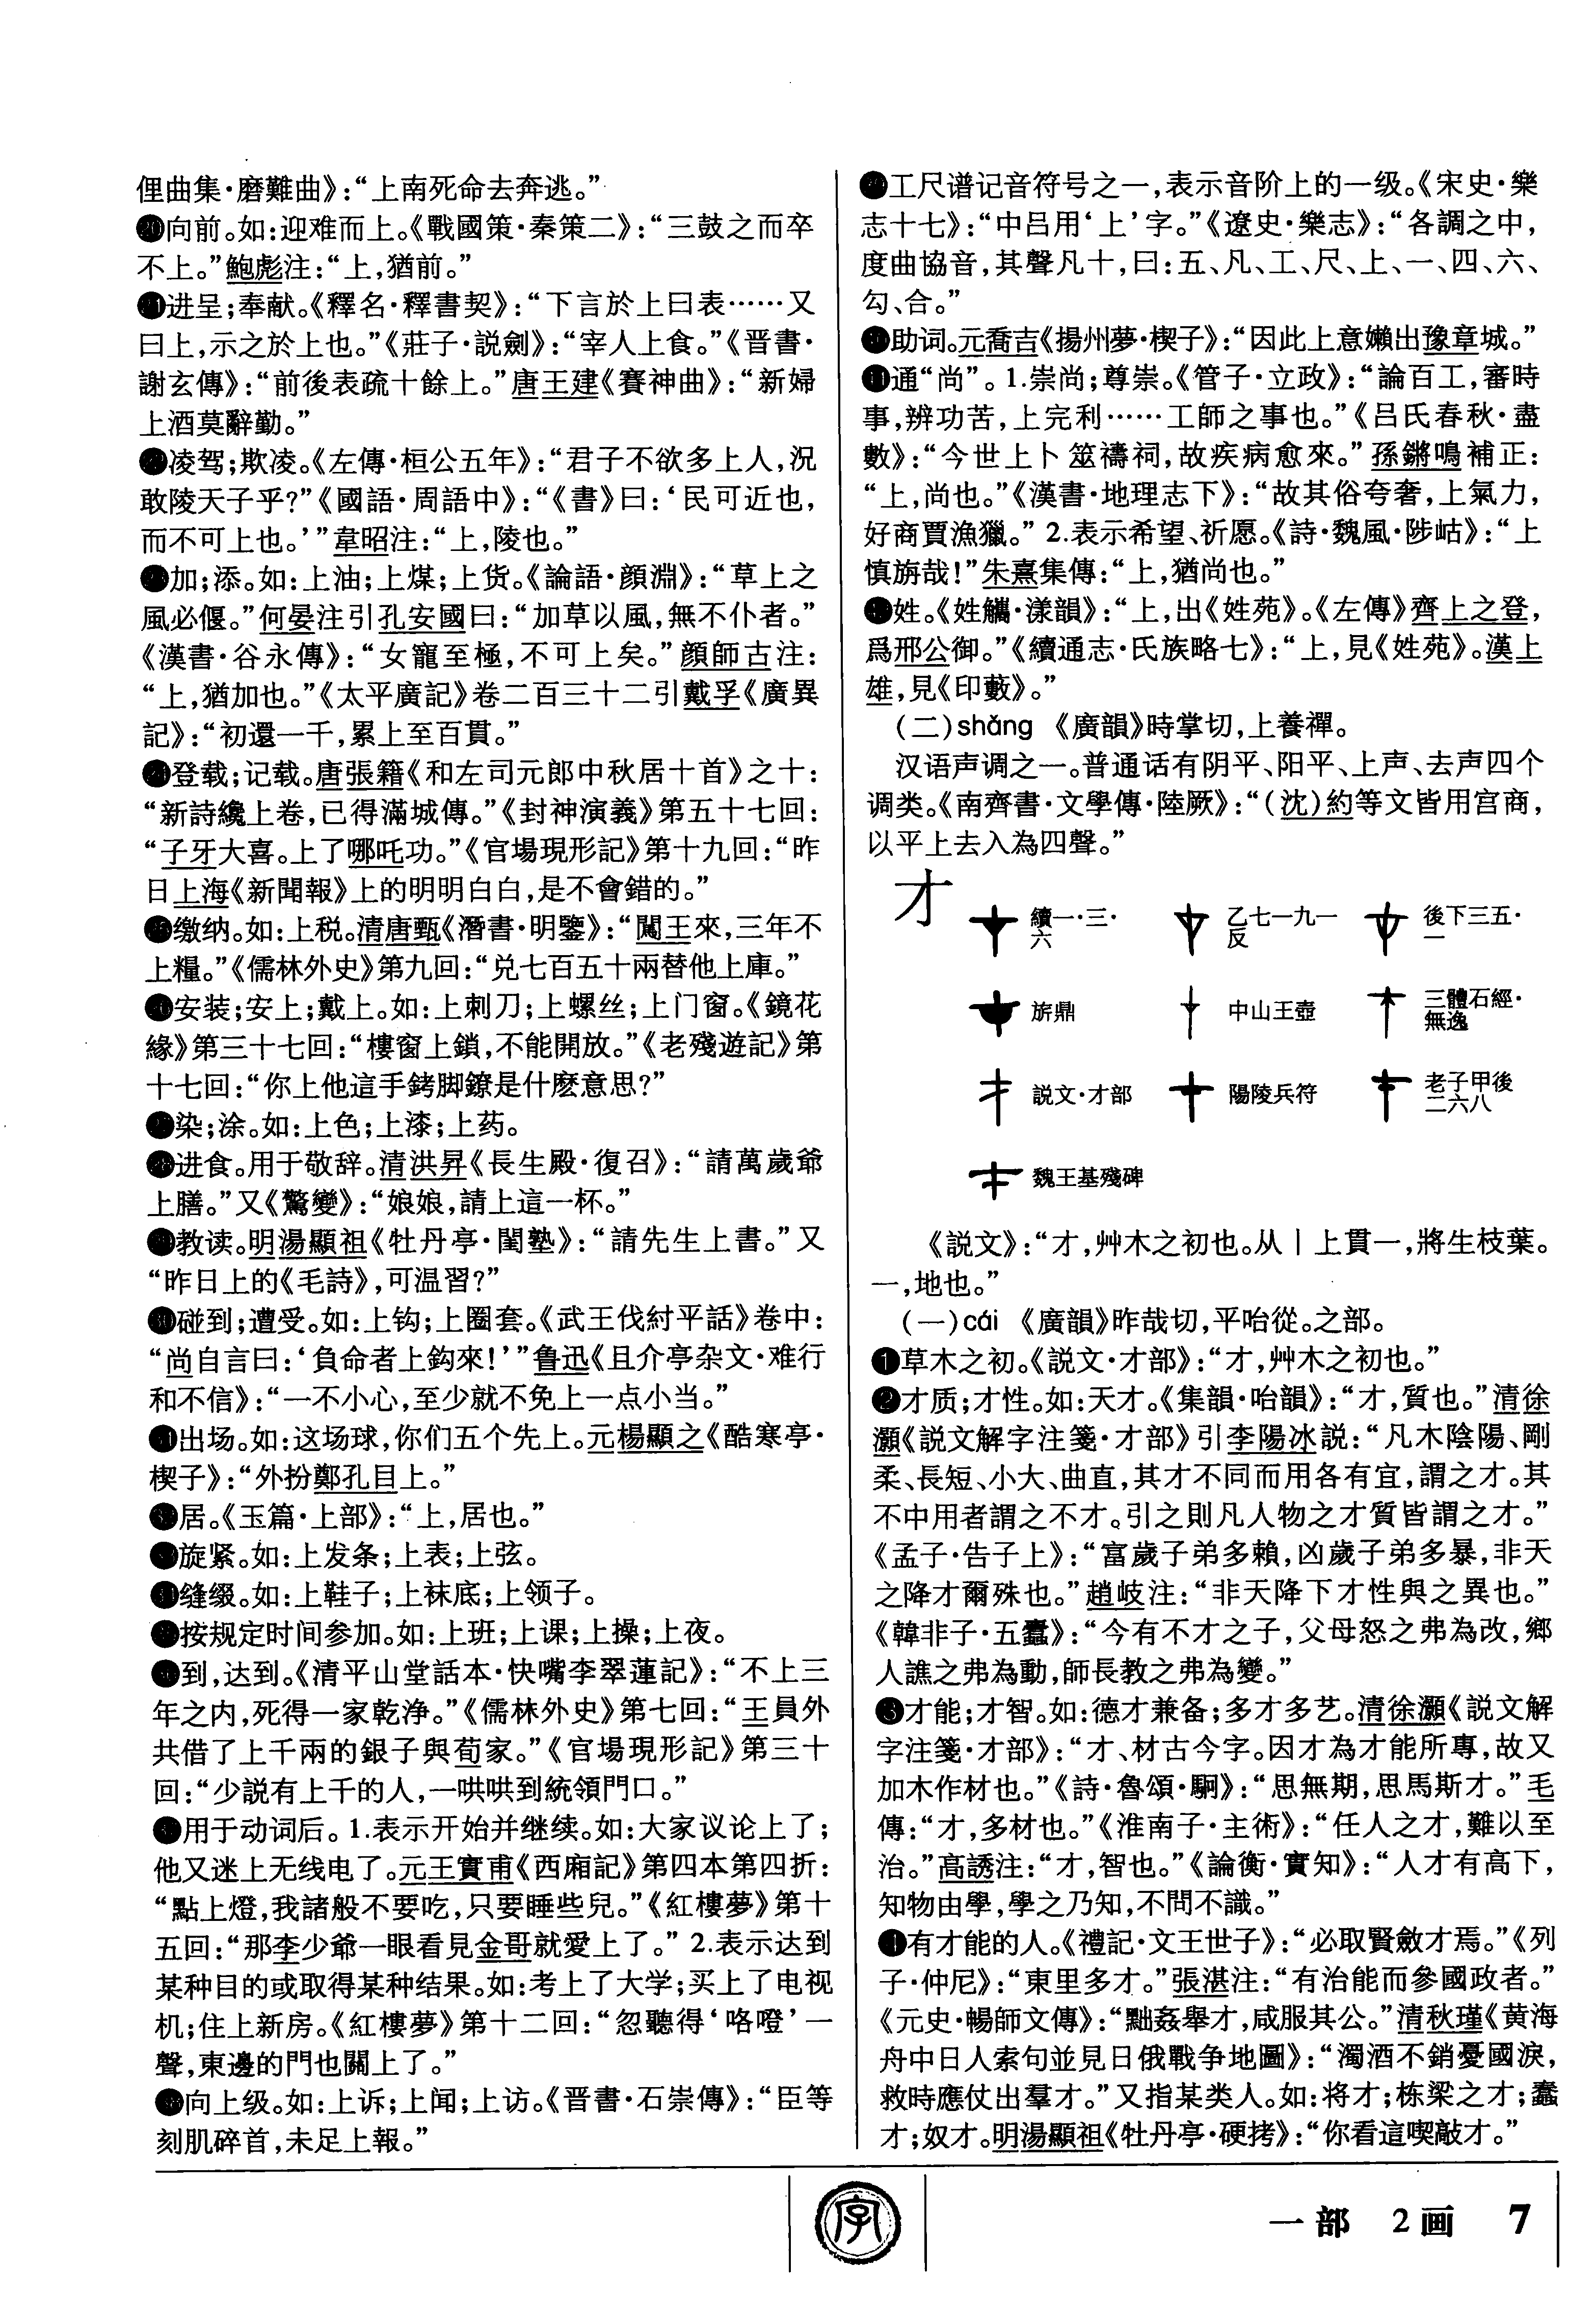 俚曲集·磨難曲》：“上南死命去奔逃。”
⑳向前。如：迎难而上。《戰國策·秦策二》：“三鼓之而卒
不上。”鮑彪注：“上，猶前。”
㉑进呈；奉献。《釋名·釋書契》：“下言於上曰表……又
曰上，示之於上也。”《莊子·説劍》：“宰人上食。”《晋書·
謝玄傳》：“前後表疏十餘上。”唐王建《賽神曲》：“新婦
上酒莫辭勤。”
㉒凌驾；欺凌。《左傳·桓公五年》：“君子不欲多上人，況
敢陵天子乎？”《國語·周語中》：“《書》曰：‘民可近也，
而不可上也。’”韋昭注：“上，陵也。”
㉓加；添。如：上油；上煤；上货。《論語·顔淵》：“草上之
風必偃。”何晏注引孔安國曰：“加草以風，無不仆者。”
《漢書·谷永傳》：“女寵至極，不可上矣。”顔師古注：
“上，猶加也。”《太平廣記》卷二百三十二引戴孚《廣異
記》：“初還一千，累上至百貫。”
㉔登载；记载。唐張籍《和左司元郎中秋居十首》之十：
“新詩纔上卷，已得滿城傳。”《封神演義》第五十七回：
“子牙大喜。上了哪吒功。”《官場現形記》第十九回：“昨
日上海《新聞報》上的明明白白，是不會錯的。”
㉕缴纳。如：上税。清唐甄《潛書·明鑒》：“闖王來，三年不
上糧。”《儒林外史》第九回：“兑七百五十兩替他上庫。”
㉖安装；安上；戴上。如：上刺刀；上螺丝；上门窗。《鏡花
緣》第三十七回：“樓窗上鎖，不能開放。”《老殘遊記》第
十七回：“你上他這手銬脚鐐是什麽意思？”
㉗染；涂。如：上色；上漆；上药。
㉘进食。用于敬辞。清洪昇《長生殿·復召》：“請萬歲爺
上膳。”又《驚變》：“娘娘，請上這一杯。”
㉙教读。明湯顯祖《牡丹亭·閨塾》：“請先生上書。”又
“昨日上的《毛詩》，可温習？”
㉚碰到；遭受。如：上钩；上圈套。《武王伐紂平話》卷中：
“尚自言曰：‘負命者上鈎來！’”鲁迅《且介亭杂文·难行
和不信》：“一不小心，至少就不免上一点小当。”
㉛出场。如：这场球，你们五个先上。元楊顯之《酷寒亭·
楔子》：“外扮鄭孔目上。”
㉜居。《玉篇·上部》：“上，居也。”
㉝旋紧。如：上发条；上表；上弦。
㉞缝缀。如：上鞋子；上袜底；上领子。
㉟按规定时间参加。如：上班；上课；上操；上夜。
㊱到，达到。《清平山堂話本·快嘴李翠蓮記》：“不上三
年之内，死得一家乾净。”《儒林外史》第七回：“王員外
共借了上千兩的銀子與荀家。”《官場現形記》第三十
回：“少説有上千的人，一哄哄到統領門口。”
㊲用于动词后。1.表示开始并继续。如：大家议论上了；
他又迷上无线电了。元王實甫《西廂記》第四本第四折：
“點上燈，我諸般不要吃，只要睡些兒。”《紅樓夢》第十
五回：“那李少爺一眼看見金哥就愛上了。” 2.表示达到
某种目的或取得某种结果。如：考上了大学；买上了电视
机；住上新房。《紅樓夢》第十二回：“忽聽得‘咯噔’一
聲，東邊的門也關上了。”
㊳向上级。如：上诉；上闻；上访。《晋書·石崇傳》：“臣等
刻肌碎首，未足上報。”
㊴工尺谱记音符号之一，表示音阶上的一级。《宋史·樂
志十七》：“中吕用‘上’字。”《遼史·樂志》：“各調之中，
度曲協音，其聲凡十，曰：五、凡、工、尺、上、一、四、六、
勾、合。”
㊵助词。元喬吉《揚州夢·楔子》：“因此上意嬾出豫章城。”
㊶通“尚”。1.崇尚；尊崇。《管子·立政》：“論百工，審時
事，辨功苦，上完利……工師之事也。”《吕氏春秋·盡
數》：“今世上卜筮禱祠，故疾病愈來。”孫鏘鳴補正：
“上，尚也。”《漢書·地理志下》：“故其俗夸奢，上氣力，
好商賈漁獵。” 2.表示希望、祈愿。《詩·魏風·陟岵》：“上
慎旃哉！”朱熹集傳：“上，猶尚也。”
㊷姓。《姓觿·漾韻》：“上，出《姓苑》。《左傳》齊上之登，
爲邢公御。”《續通志·氏族略七》：“上，見《姓苑》。漢上
雄，見《印藪》。”
（二）shǎng 《廣韻》時掌切，上養禪。
汉语声调之一。普通话有阴平、阳平、上声、去声四个
调类。《南齊書·文學傳·陸厥》：“（沈）約等文皆用宫商，
以平上去入為四聲。”
才
續一·三·六 乙七一九一反 後下三五·一
旂鼎 中山王壺 三體石經·無逸
説文·才部 陽陵兵符 老子甲後二六八
魏王基殘碑
《説文》：“才，艸木之初也。从丨上貫一，將生枝葉。
一，地也。”
（一）cái 《廣韻》昨哉切，平咍從。之部。
❶草木之初。《説文·才部》：“才，艸木之初也。”
❷才质；才性。如：天才。《集韻·咍韻》：“才，質也。”清徐
灝《説文解字注箋·才部》引李陽冰説：“凡木陰陽、剛
柔、長短、小大、曲直，其才不同而用各有宜，謂之才。其
不中用者謂之不才。引之則凡人物之才質皆謂之才。”
《孟子·告子上》：“富歲子弟多賴，凶歲子弟多暴，非天
之降才爾殊也。”趙岐注：“非天降下才性與之異也。”
《韓非子·五蠹》：“今有不才之子，父母怒之弗為改，鄉
人譙之弗為動，師長教之弗為變。”
❸才能；才智。如：德才兼备；多才多艺。清徐灝《説文解
字注箋·才部》：“才、材古今字。因才為才能所專，故又
加木作材也。”《詩·魯頌·駉》：“思無期，思馬斯才。”毛
傳：“才，多材也。”《淮南子·主術》：“任人之才，難以至
治。”高誘注：“才，智也。”《論衡·實知》：“人才有高下，
知物由學，學之乃知，不問不識。”
❹有才能的人。《禮記·文王世子》：“必取賢斂才焉。”《列
子·仲尼》：“東里多才。”張湛注：“有治能而參國政者。”
《元史·暢師文傳》：“黜姦舉才，咸服其公。”清秋瑾《黄海
舟中日人索句並見日俄戰争地圖》：“濁酒不銷憂國淚，
救時應仗出羣才。”又指某类人。如：将才；栋梁之才；蠢
才；奴才。明湯顯祖《牡丹亭·硬拷》：“你看這喫敲才。”
字
一部 2画 7